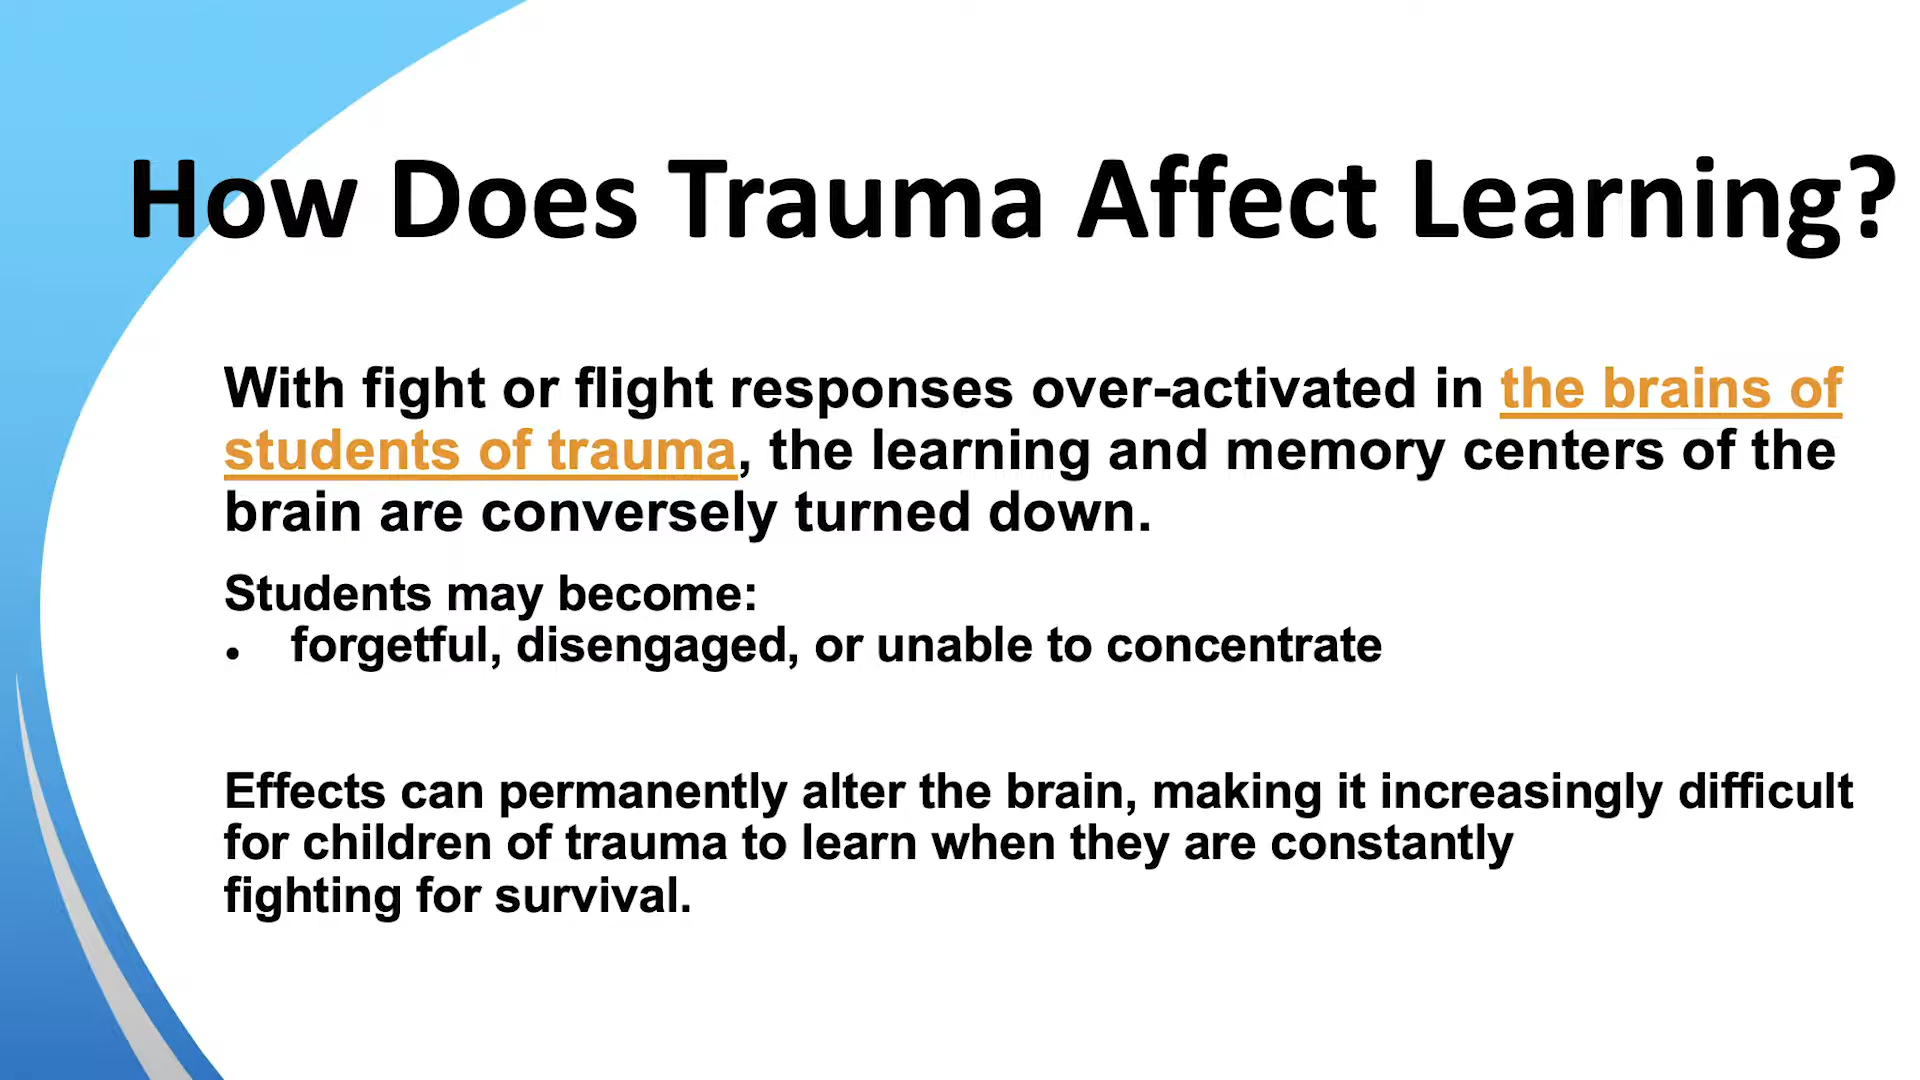 How Does Trauma Affect Learning?
With fight or flight responses over-activated in the brains of
students of trauma, the learning and memory centers of the
brain are conversely turned down.
Students may become:
• forgetful, disengaged, or unable to concentrate
Effects can permanently alter the brain, making it increasingly difficult
for children of trauma to learn when they are constantly
fighting for survival.